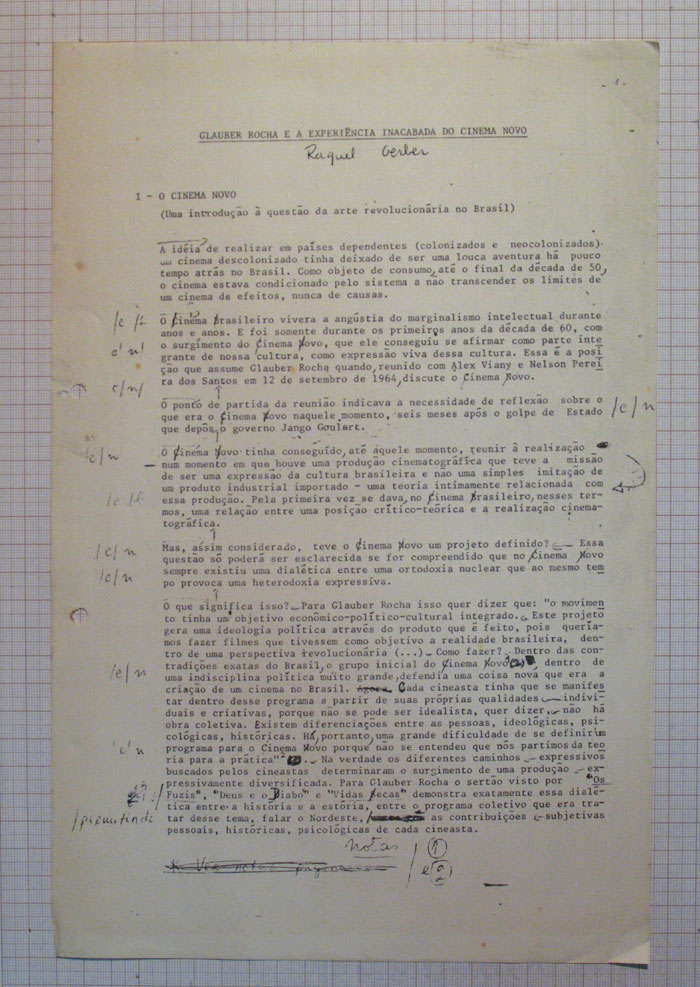 1.
GLAUBER ROCHA E A EXPERIÊNCIA INACABADA DO CINEMA NOVO
Raquel Gerber
I - O CINEMA NOVO
(Uma introdução à questão da arte revolucionária no Brasil)
A idéia de realizar em países dependentes (colonizados e neocolonizados)
um cinema descolonizado tinha deixado de ser uma louca aventura há pouco
tempo atrás no Brasil. Como objeto de consumo, até o final da década de 50,
o cinema estava condicionado pelo sistema a nao transcender os limites de
um cinema de efeitos, nunca de causas.
O Cinema Brasileiro vivera a angústia do marginalismo intelectual durante
anos e anos. E foi somente durante os primeiros anos da década de 60, com
o surgimento do Cinema Novo, que ele conseguiu se afirmar como parte inte
grante de nossa cultura, como expressão viva dessa cultura. Essa é a posi
ção que assume Glauber Rocha quando, reunido com Alex Viany e Nelson Perei
ra dos Santos em 12 de setembro de 1964, discute o Cinema Novo.
O ponto de partida da reunião indicava a necessidade de reflexão sobre o
que era o Cinema Novo naquele momento, seis meses após o golpe de Estado
que depôs o governo Jango Goulart.
/c/n
O Cinema Novo tinha conseguido, até àquele momento, reunir à realização
num momento em que houve uma produção cinematográfica que teve a missão
de ser uma expressão da cultura brasileira e não uma simples imitação de
um produto industrial importado - uma teoria intimamente relacionada com
essa produção. Pela primeira vez se dava, no Cinema Brasileiro, nesses ter-
mos, uma relação entre uma posição crítico-teórica e a realização cinema-
tográfica.
/c/n
Mas, assim considerado, teve o Cinema Novo um projeto definido? Essa
questão só poderá ser esclarecida se for compreendido que no Cinema Novo
/c/n
sempre existiu uma dialética entre uma ortodoxia nuclear que ao mesmo tem
po provoca uma heterodoxia expressiva.
O que significa isso? Para Glauber Rocha isso quer dizer que: "o movimen
to tinha um objetivo econômico-político-cultural integrado. Este projeto
gera uma ideologia política através do produto que é feito, pois quería-
mos fazer filmes que tivessem como objetivo a realidade brasileira, den-
tro de uma perspectiva revolucionária (...) Como fazer? Dentro das con-
/c/n
tradições exatas do Brasil, o grupo inicial do Cinema Novo, dentro de
uma indisciplina política muito grande, defendia uma coisa nova que era a
criação de um cinema no Brasil. Cada cineasta tinha que se manifes
tar dentro desse programa a partir de suas próprias qualidades indivi-
duais e criativas, porque não se pode ser idealista, quer dizer, não há
obra coletiva. Existem diferenciações entre as pessoas, ideológicas, psi-
cológicas, históricas. Há, portanto, uma grande dificuldade de se definir um
programa para o Cinema Novo porque não se entendeu que nós partimos da teo
ria para a prática". Na verdade os diferentes caminhos expressivos
buscados pelos cineastas determinaram o surgimento de uma produção ex-
pressivamente diversificada. Para Glauber Rocha o sertão visto por "Os
Fuzis", "Deus e o Diabo" e "Vidas Secas" demonstra exatamente essa dialé-
tica entre a história e a estória, entre o programa coletivo que era tra-
tar desse tema, falar o Nordeste, as contribuições subjetivas
pessoais, históricas, psicológicas de cada cineasta.
notas / 1
e 2